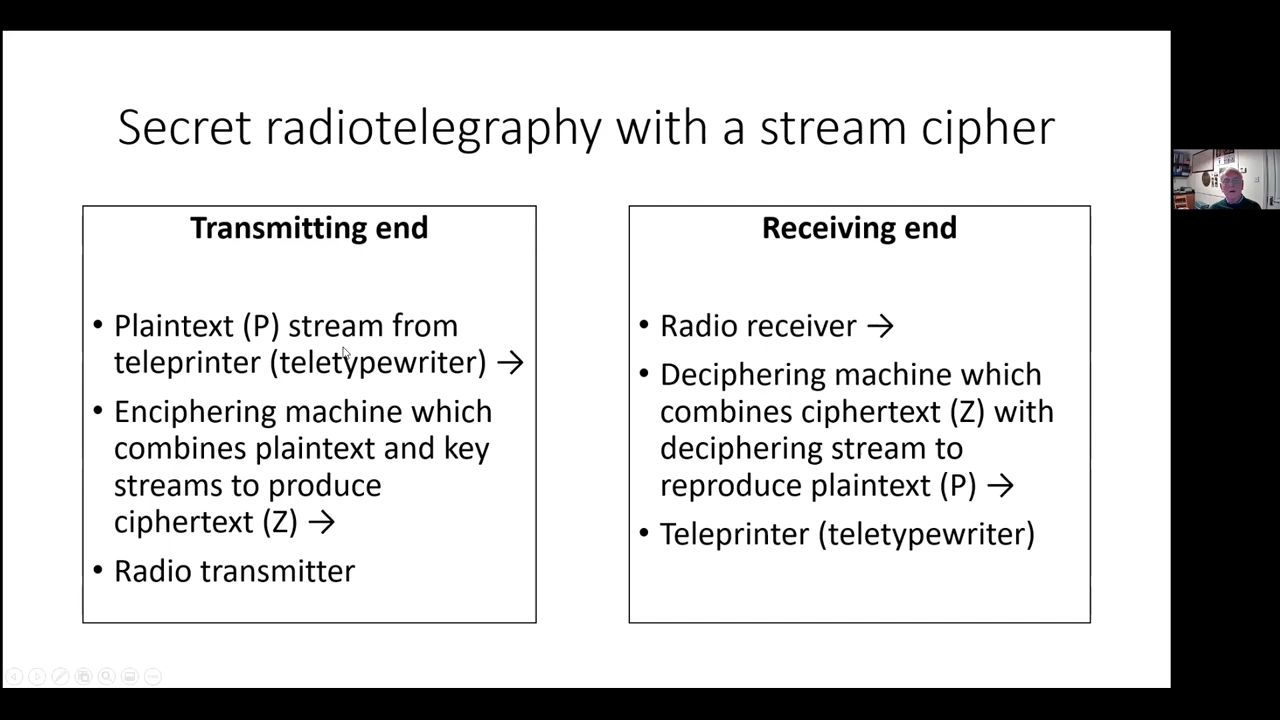 Secret radiotelegraphy with a stream cipher
Transmitting end
• Plaintext (P) stream from
teleprinter (teletypewriter) →
• Enciphering machine which
combines plaintext and key
streams to produce
ciphertext (Z) →
• Radio transmitter
Receiving end
• Radio receiver →
• Deciphering machine which
combines ciphertext (Z) with
deciphering stream to
reproduce plaintext (P) →
• Teleprinter (teletypewriter)